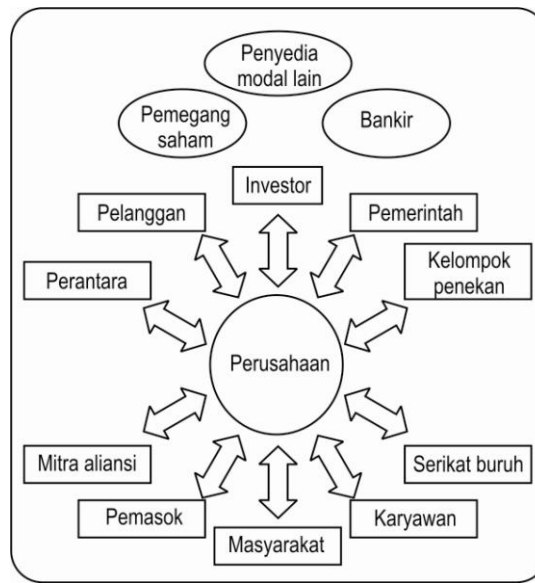 Penyedia
modal lain
Pemegang
saham
Bankir
Investor
Pelanggan
Pemerintah
Perantara
Kelompok
penekan
Perusahaan
Mitra aliansi
Serikat buruh
Pemasok
Karyawan
Masyarakat